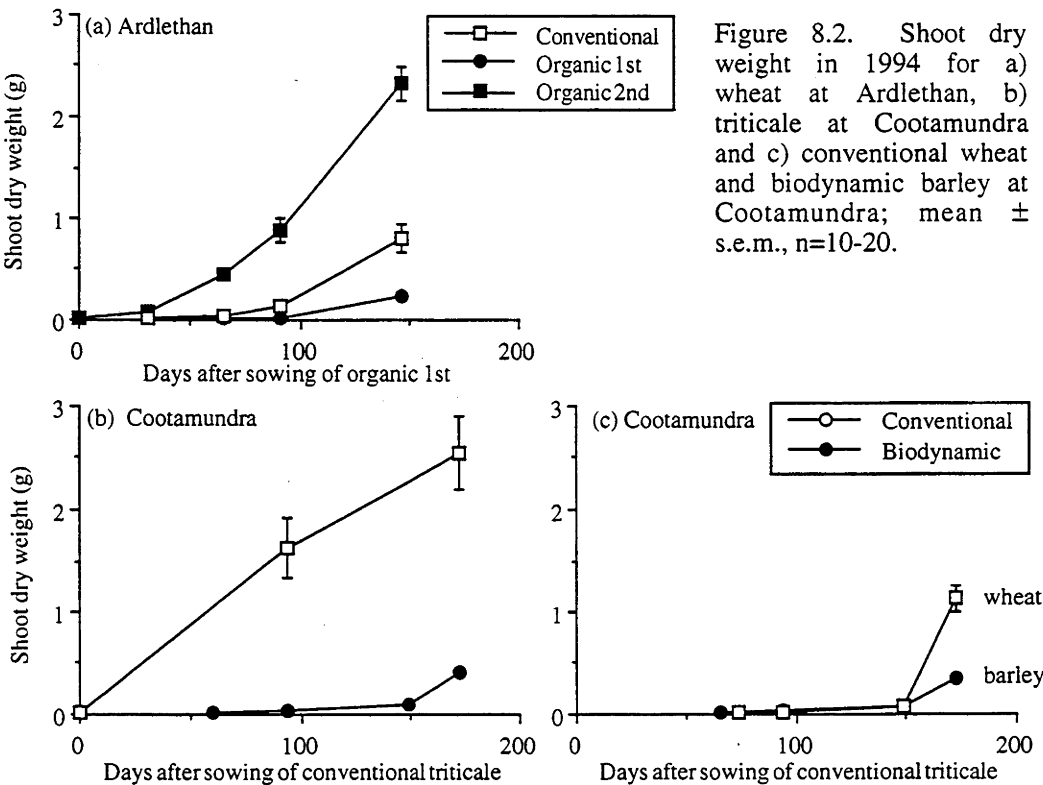 (a) Ardlethan
Conventional
Organic 1st
Organic 2nd
Shoot dry weight (g)
3
2
1
0
0
100
200
Days after sowing of organic 1st
Figure 8.2. Shoot dry
weight in 1994 for a)
wheat at Ardlethan, b)
triticale at Cootamundra
and c) conventional wheat
and biodynamic barley at
Cootamundra; mean ±
s.e.m., n=10-20.
(b) Cootamundra
Shoot dry weight (g)
3
2
1
0
0
100
200
Days after sowing of conventional triticale
(c) Cootamundra
Conventional
Biodynamic
3
2
1
0
wheat
barley
0
100
200
Days after sowing of conventional triticale